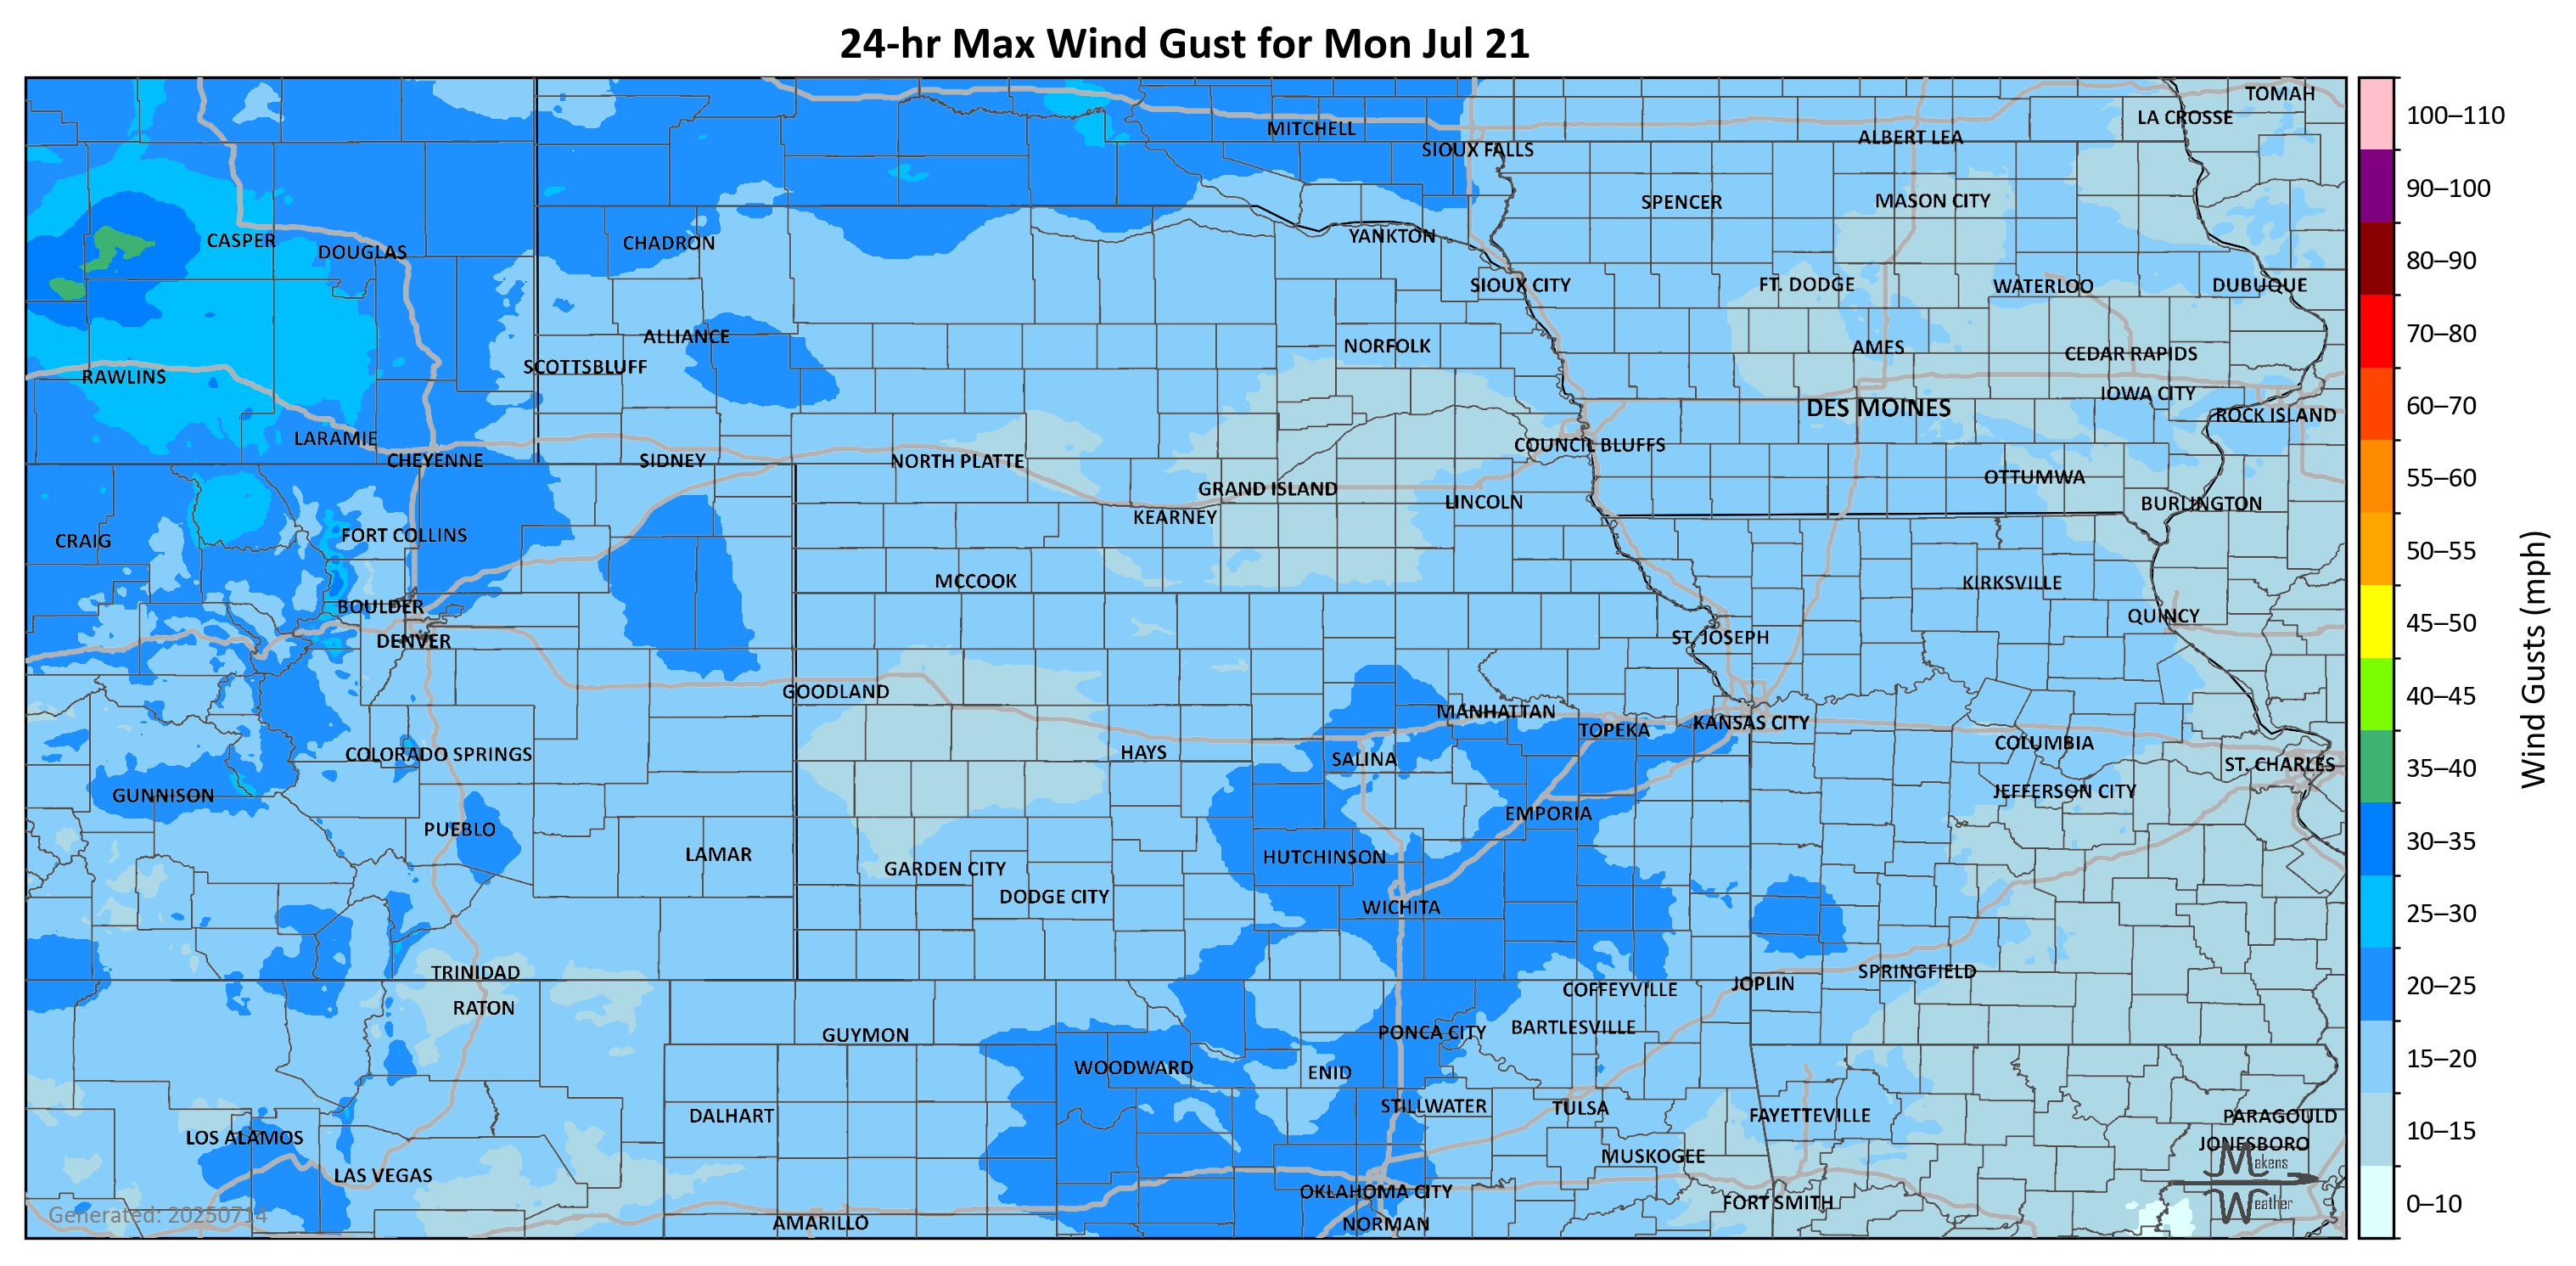 24-hr Max Wind Gust for Mon Jul 21
TOMAH
LA CROSSE
MITCHELL
ALBERT LEA
SIOUX FALLS
SPENCER
MASON CITY
CASPER
DOUGLAS
CHADRON
YANKTON
SIOUX CITY
FT. DODGE
WATERLOO
DUBUQUE
ALLIANCE
NORFOLK
AMES
CEDAR RAPIDS
SCOTTSBLUFF
RAWLINS
IOWA CITY
DES MOINES
ROCK ISLAND
LARAMIE
COUNCIL BLUFFS
CHEYENNE
SIDNEY
NORTH PLATTE
OTTUMWA
GRAND ISLAND
LINCOLN
BURLINGTON
KEARNEY
CRAIG
FORT COLLINS
MCCOOK
KIRKSVILLE
BOULDER
QUINCY
DENVER
ST. JOSEPH
GOODLAND
MANHATTAN
KANSAS CITY
TOPEKA
COLUMBIA
COLORADO SPRINGS
HAYS
SALINA
ST. CHARLES
GUNNISON
JEFFERSON CITY
EMPORIA
PUEBLO
LAMAR
HUTCHINSON
GARDEN CITY
DODGE CITY
WICHITA
TRINIDAD
SPRINGFIELD
JOPLIN
COFFEYVILLE
RATON
GUYMON
PONCA CITY
BARTLESVILLE
WOODWARD
ENID
STILLWATER
TULSA
DALHART
FAYETTEVILLE
PARAGOULD
LOS ALAMOS
JONESBORO
MUSKOGEE
LAS VEGAS
OKLAHOMA CITY
FORT SMITH
AMARILLO
NORMAN
Makens
Weather
Generated: 20250714
100–110
90–100
80–90
70–80
60–70
55–60
50–55
45–50
40–45
35–40
30–35
25–30
20–25
15–20
10–15
0–10
Wind Gusts (mph)